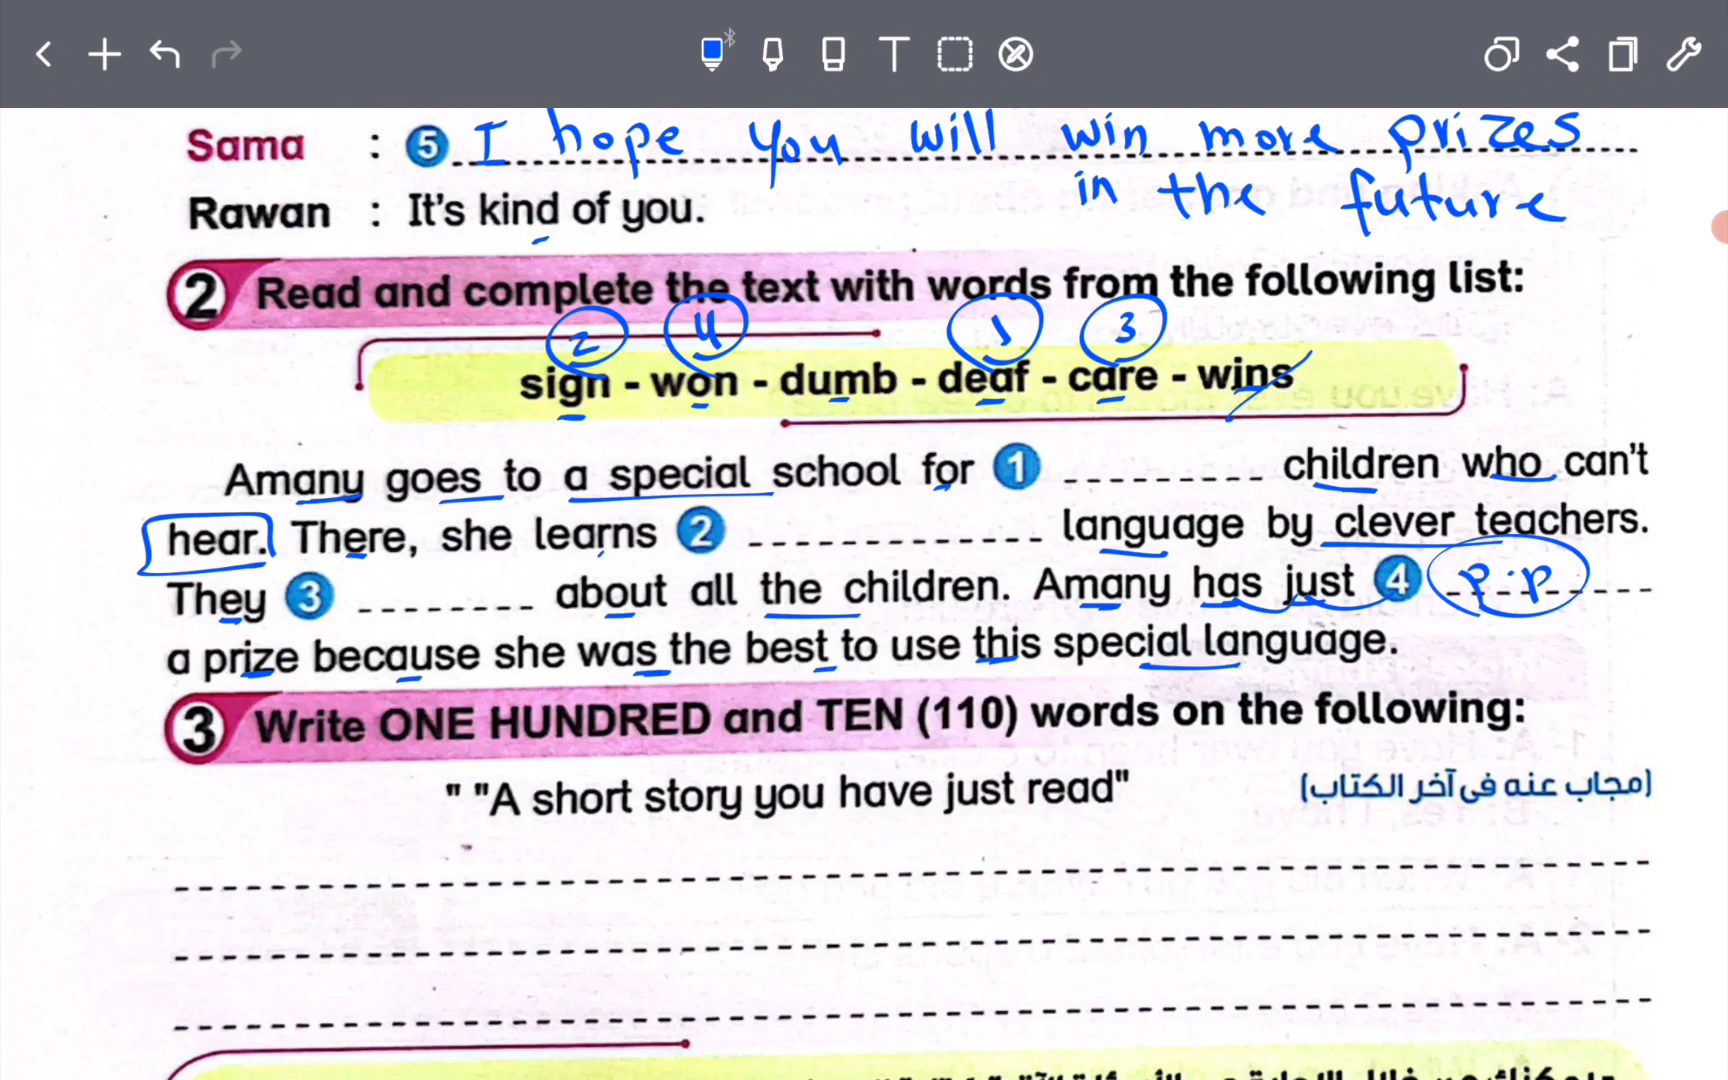 Sama : 5 I hope you will win more prizes
in the future
Rawan : It's kind of you.
2 Read and complete the text with words from the following list:
2 4 1 3
sign - won - dumb - deaf - care - wins
Amany goes to a special school for 1 --------- children who can't
hear. There, she learns 2 ------------- language by clever teachers.
They 3 -------- about all the children. Amany has just 4 p.p
a prize because she was the best to use this special language.
3 Write ONE HUNDRED and TEN (110) words on the following:
" "A short story you have just read" (مجاب عنه فى آخر الكتاب)